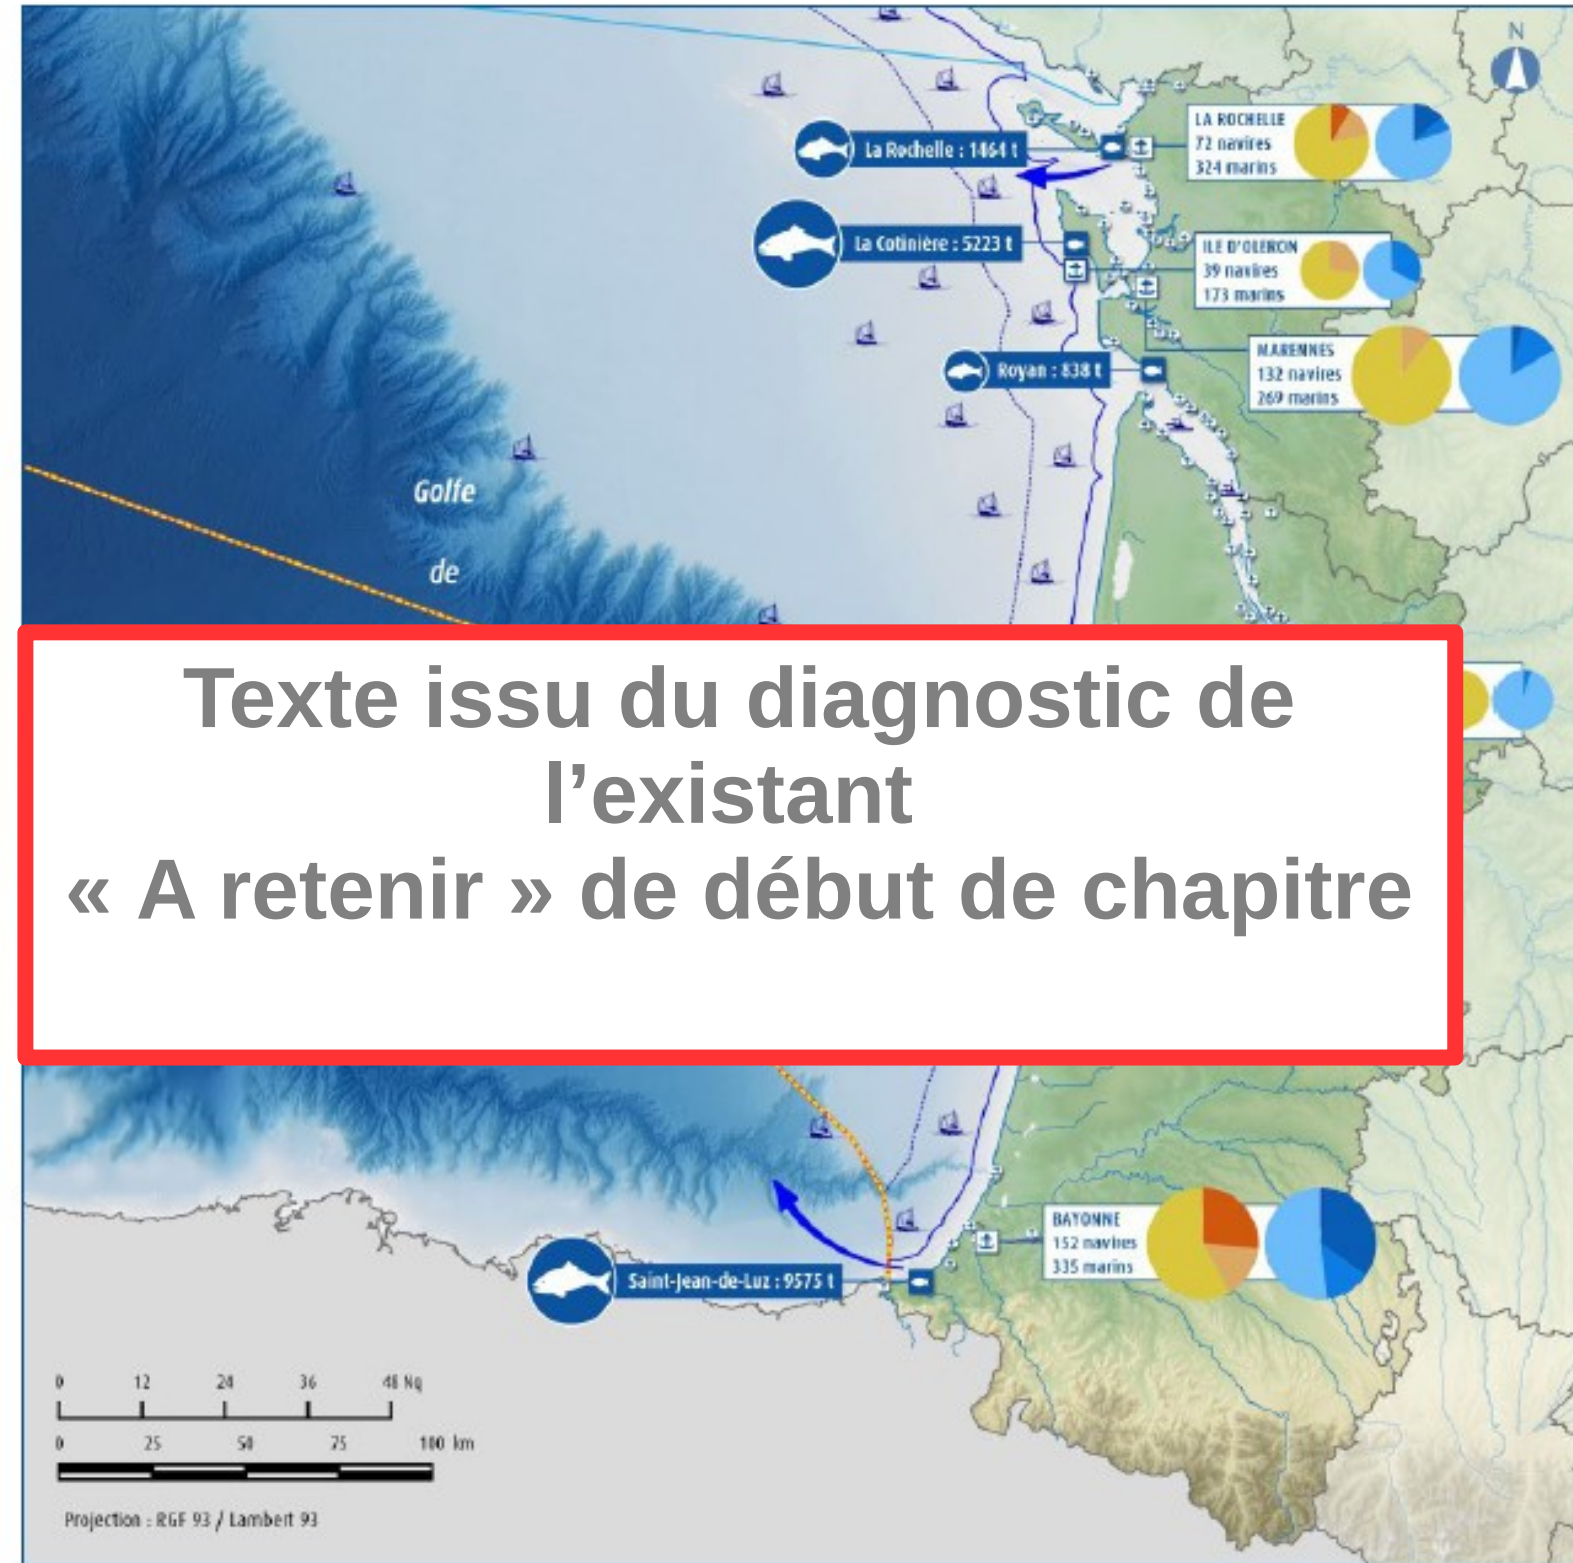 N
LA ROCHELLE
72 navires
324 marins
La Rochelle : 1464 t
La Cotinière : 5223 t
ILE D'OLERON
39 navires
173 marins
MARENNES
132 navires
269 marins
Royan : 838 t
Golfe
de
Texte issu du diagnostic de
l’existant
« A retenir » de début de chapitre
BAYONNE
152 navires
335 marins
Saint-Jean-de-Luz : 9575 t
0 12 24 36 48 Nq
0 25 50 75 100 km
Projection : RGF 93 / Lambert 93